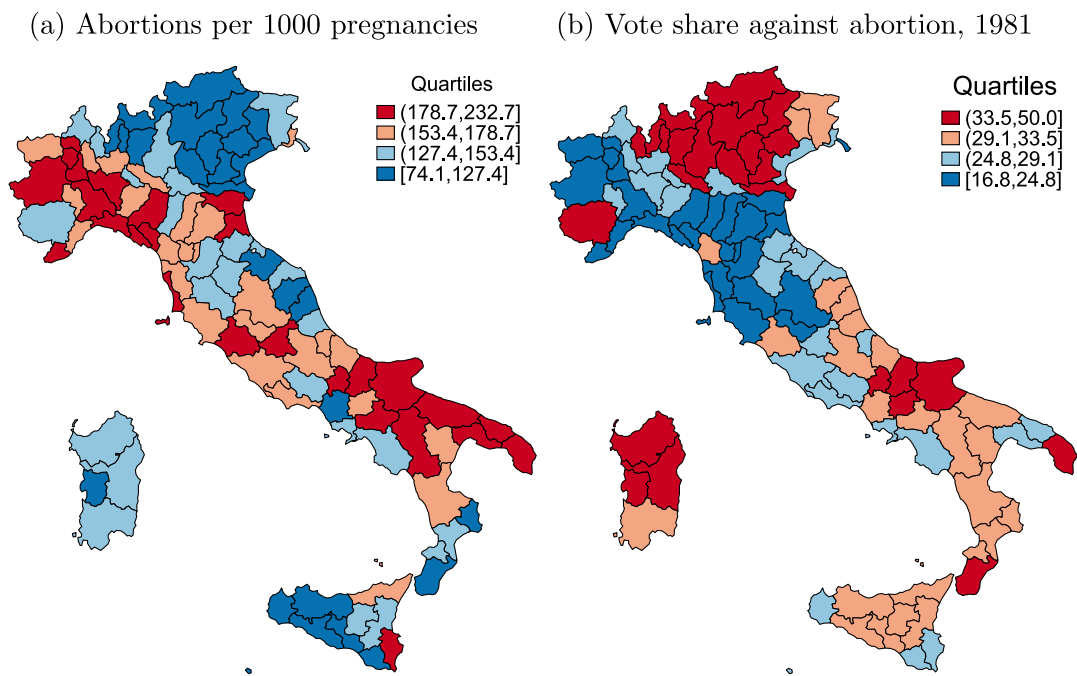 (a) Abortions per 1000 pregnancies
Quartiles
(178.7,232.7]
(153.4,178.7]
(127.4,153.4]
[74.1,127.4]
(b) Vote share against abortion, 1981
Quartiles
(33.5,50.0]
(29.1,33.5]
(24.8,29.1]
[16.8,24.8]